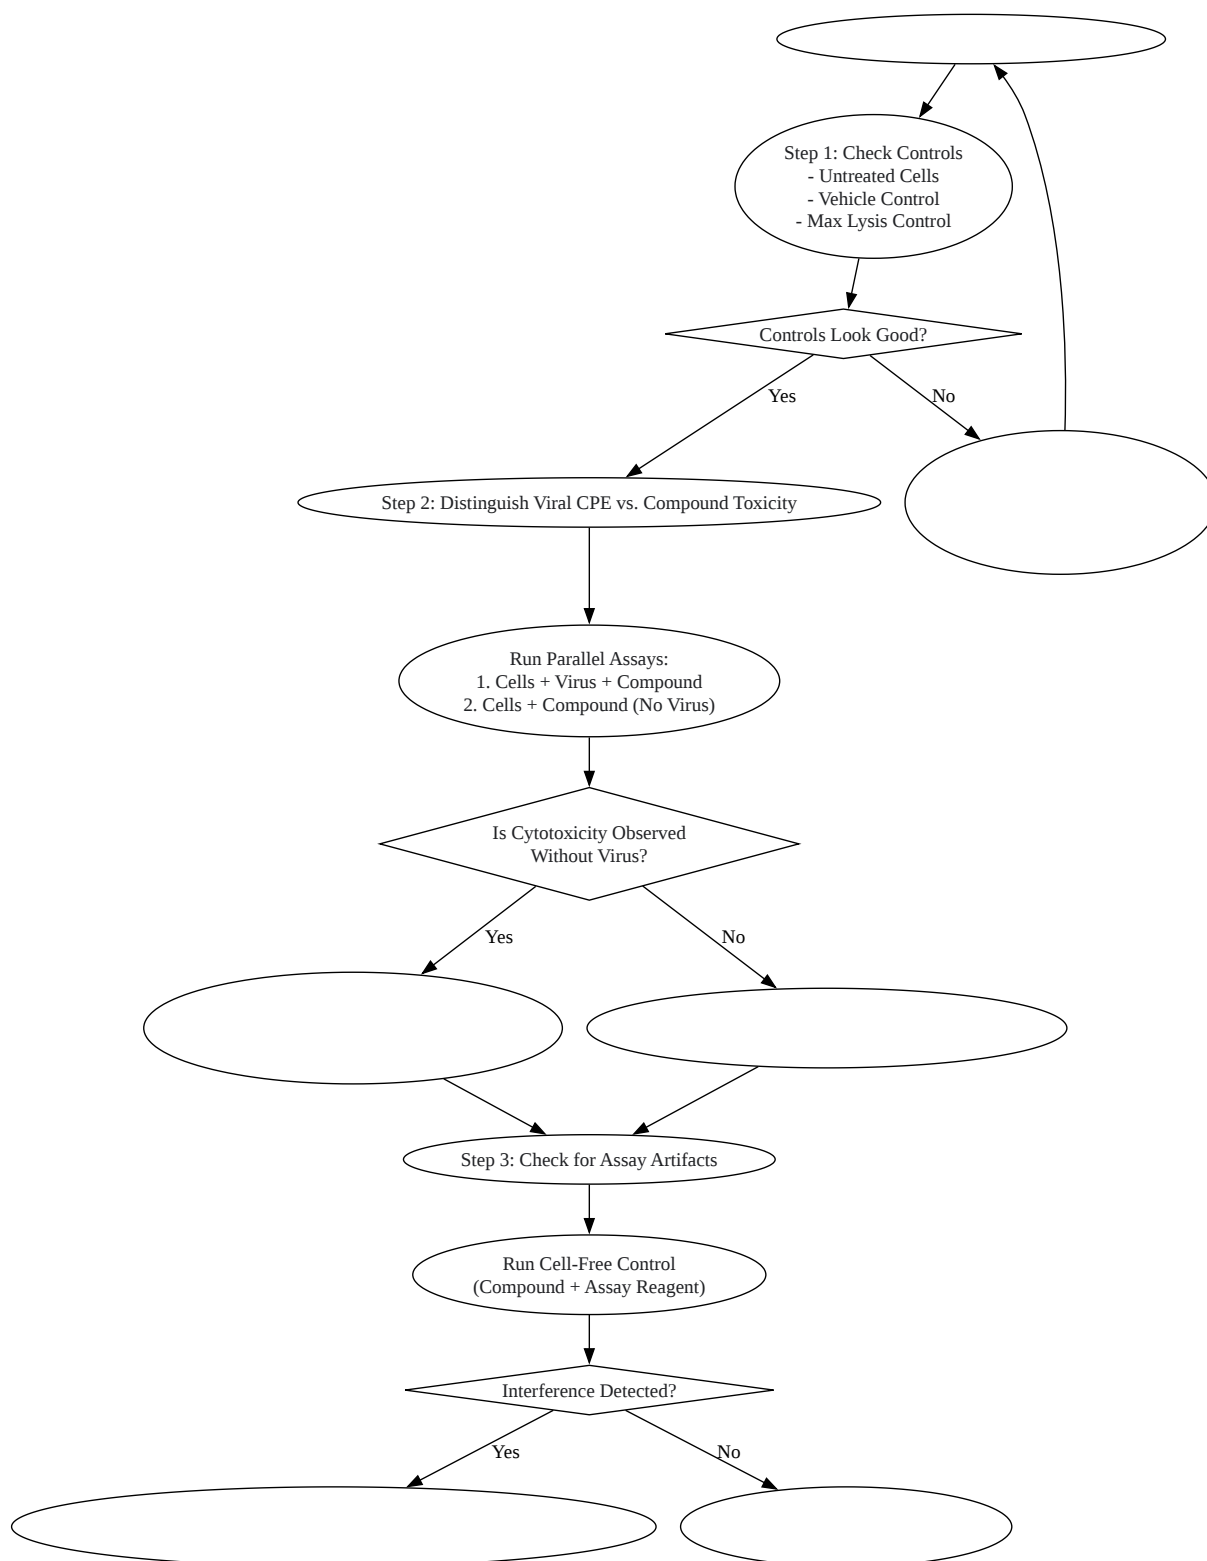 Step 1: Check Controls
- Untreated Cells
- Vehicle Control
- Max Lysis Control
Controls Look Good?
Yes
No
Step 2: Distinguish Viral CPE vs. Compound Toxicity
Run Parallel Assays:
1. Cells + Virus + Compound
2. Cells + Compound (No Virus)
Is Cytotoxicity Observed
Without Virus?
Yes
No
Step 3: Check for Assay Artifacts
Run Cell-Free Control
(Compound + Assay Reagent)
Interference Detected?
Yes
No